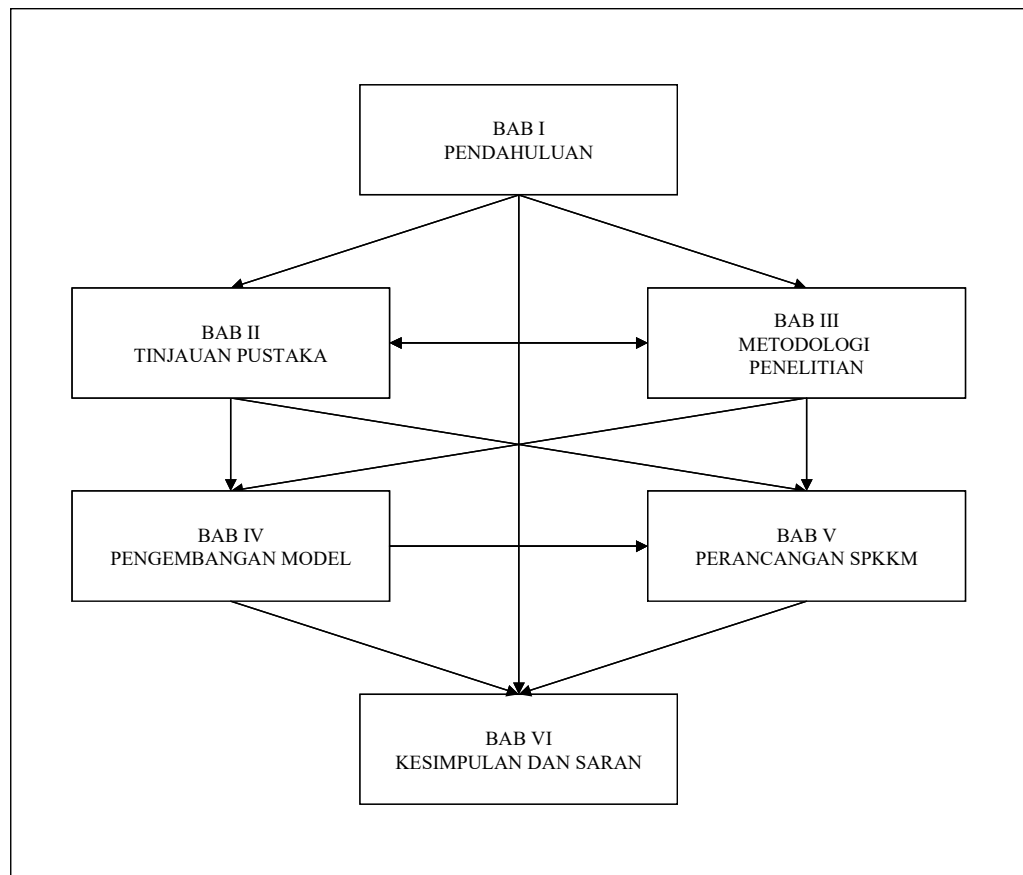 BAB I
PENDAHULUAN
BAB II
TINJAUAN PUSTAKA
BAB III
METODOLOGI
PENELITIAN
BAB IV
PENGEMBANGAN MODEL
BAB V
PERANCANGAN SPKKM
BAB VI
KESIMPULAN DAN SARAN